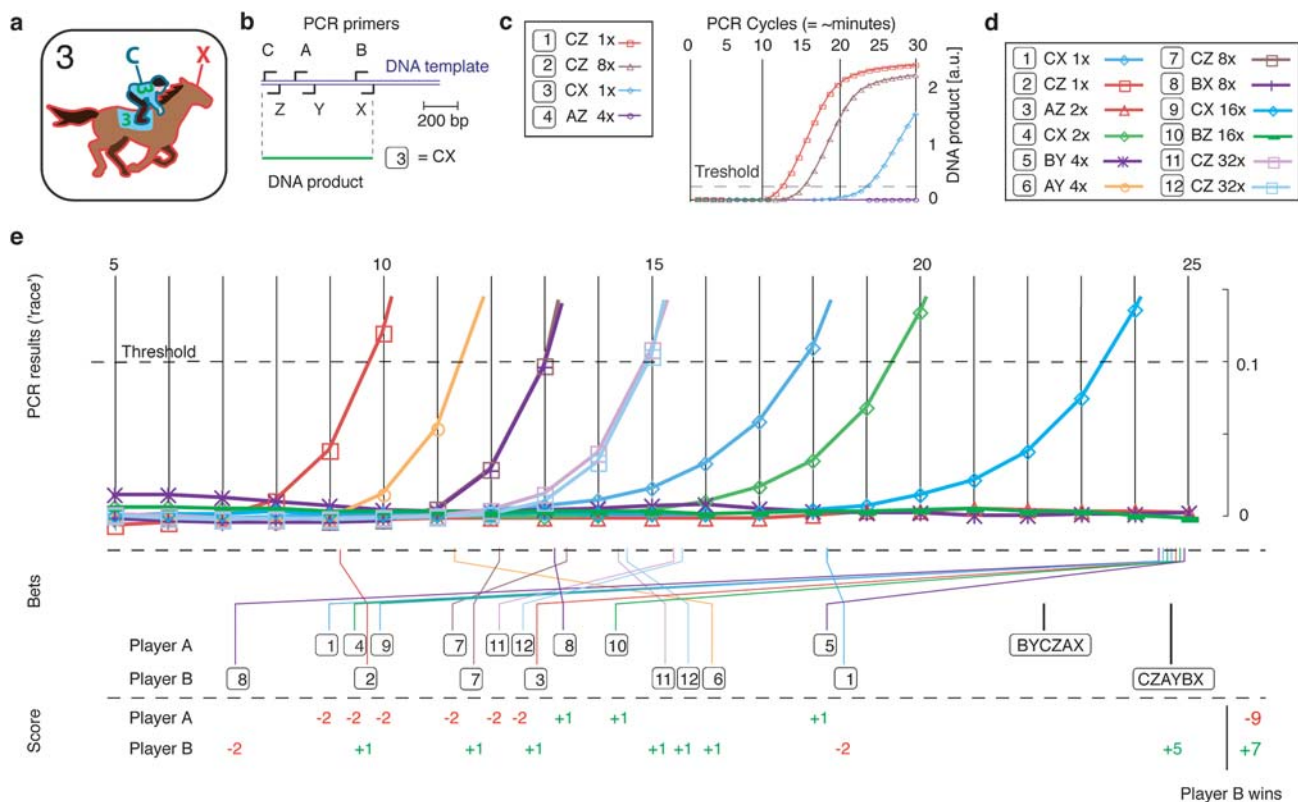 a
3
C
X
3
3
b
PCR primers
C A B
DNA template
Z Y X
200 bp
3 = CX
DNA product
c
1 CZ 1x
2 CZ 8x
3 CX 1x
4 AZ 4x
PCR Cycles (= ~minutes)
0 10 15 20 30
Treshold
2
1
0
DNA product [a.u.]
d
1 CX 1x
2 CZ 1x
3 AZ 2x
4 CX 2x
5 BY 4x
6 AY 4x
7 CZ 8x
8 BX 8x
9 CX 16x
10 BZ 16x
11 CZ 32x
12 CZ 32x
e
5 10 15 20 25
PCR results ('race')
Threshold
0.1
0
Bets
Player A 1 4 9 7 11 12 8 10 5 BYCZAX
Player B 8 2 7 3 11 12 6 1 CZAYBX
Score
Player A -2 -2 -2 -2 -2 -2 +1 +1 +1 -9
Player B -2 +1 +1 +1 +1 +1 +1 -2 +5 +7
Player B wins